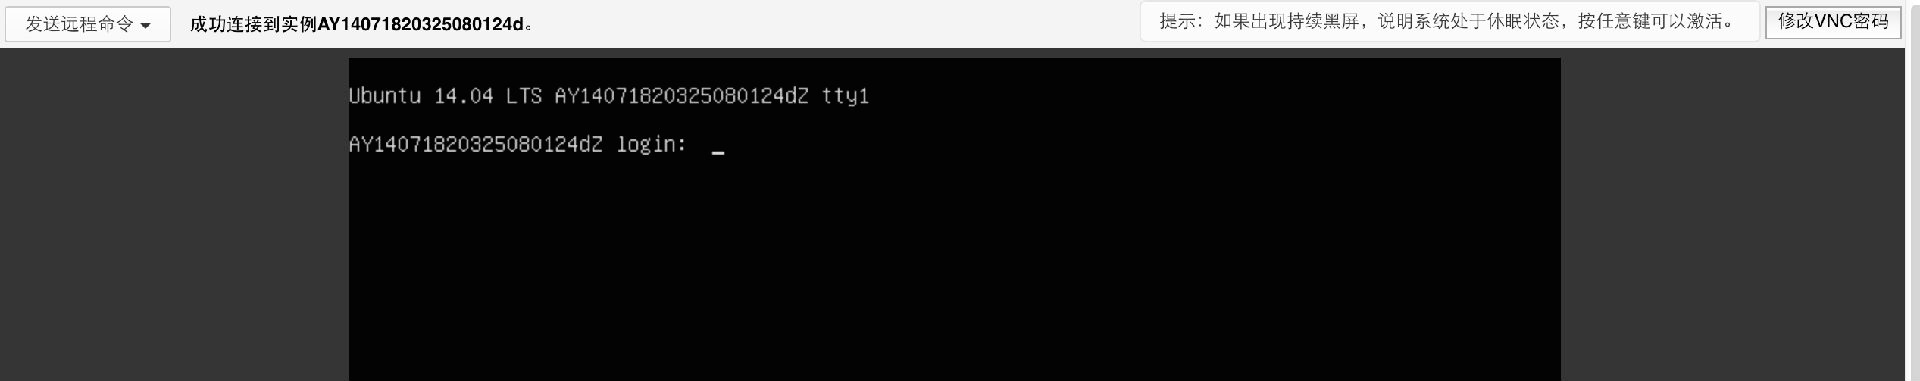 发送远程命令
成功连接到实例AY14071820325080124d。
提示：如果出现持续黑屏，说明系统处于休眠状态，按任意键可以激活。
修改VNC密码
Ubuntu 14.04 LTS AY14071820325080124dZ tty1
AY14071820325080124dZ login: _